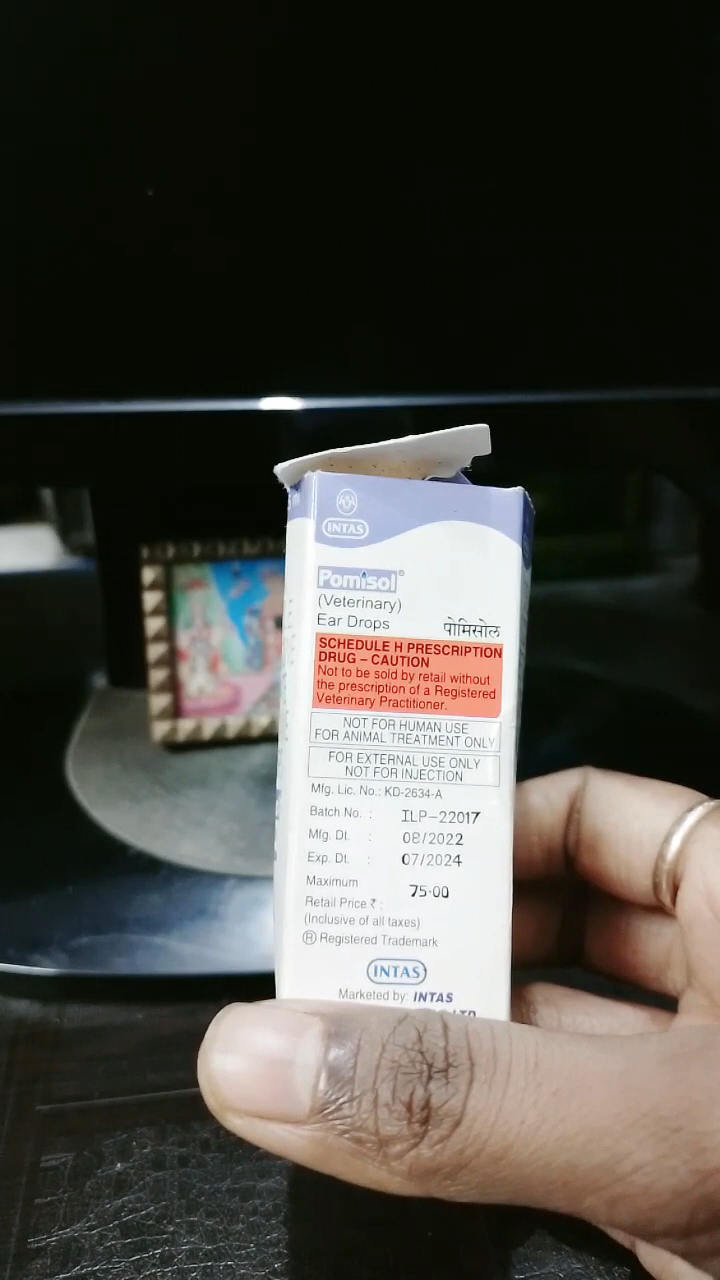 INTAS
Pomisol®
(Veterinary)
Ear Drops पोमिसोल
SCHEDULE H PRESCRIPTION
DRUG – CAUTION
Not to be sold by retail without
the prescription of a Registered
Veterinary Practitioner.
NOT FOR HUMAN USE
FOR ANIMAL TREATMENT ONLY
FOR EXTERNAL USE ONLY
NOT FOR INJECTION
Mfg. Lic. No.: KD-2634-A
Batch No. : ILP-22017
Mfg. Dt. : 08/2022
Exp. Dt. : 07/2024
Maximum 75.00
Retail Price ₹ :
(Inclusive of all taxes)
® Registered Trademark
INTAS
Marketed by: INTAS